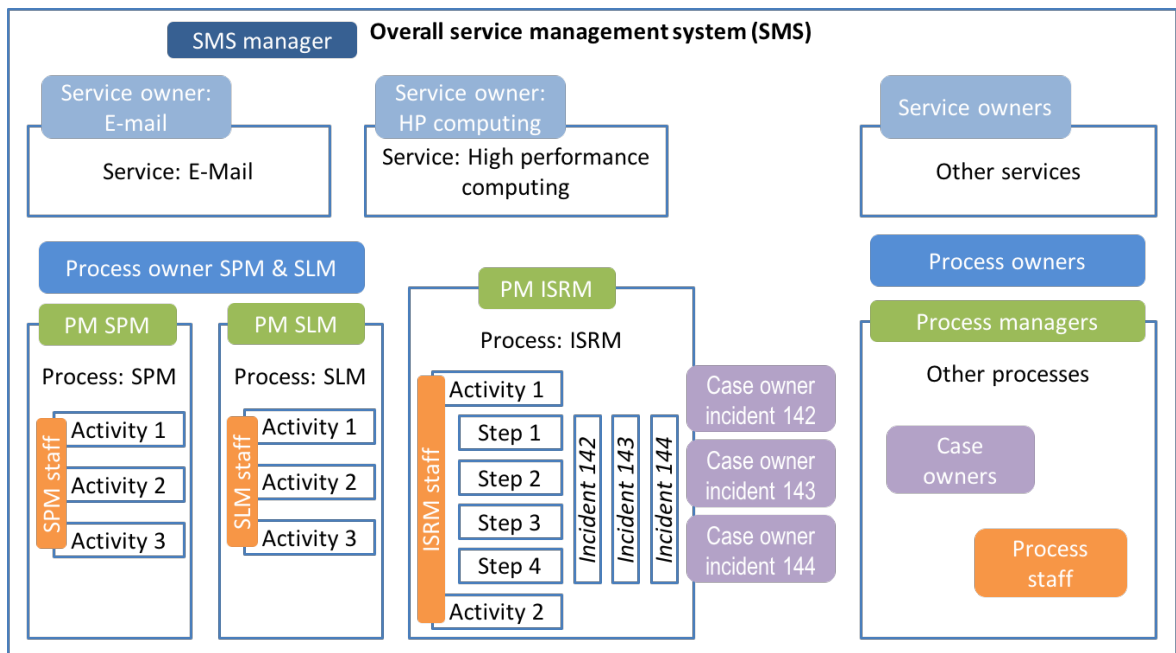 Overall service management system (SMS)
SMS manager
Service owner:
E-mail
Service: E-Mail
Service owner:
HP computing
Service: High performance
computing
Service owners
Other services
Process owner SPM & SLM
Process owners
PM SPM
Process: SPM
SPM staff
Activity 1
Activity 2
Activity 3
PM SLM
Process: SLM
SLM staff
Activity 1
Activity 2
Activity 3
PM ISRM
Process: ISRM
ISRM staff
Activity 1
Step 1
Step 2
Step 3
Step 4
Activity 2
Incident 142
Incident 143
Incident 144
Case owner
incident 142
Case owner
incident 143
Case owner
incident 144
Process managers
Other processes
Case
owners
Process
staff